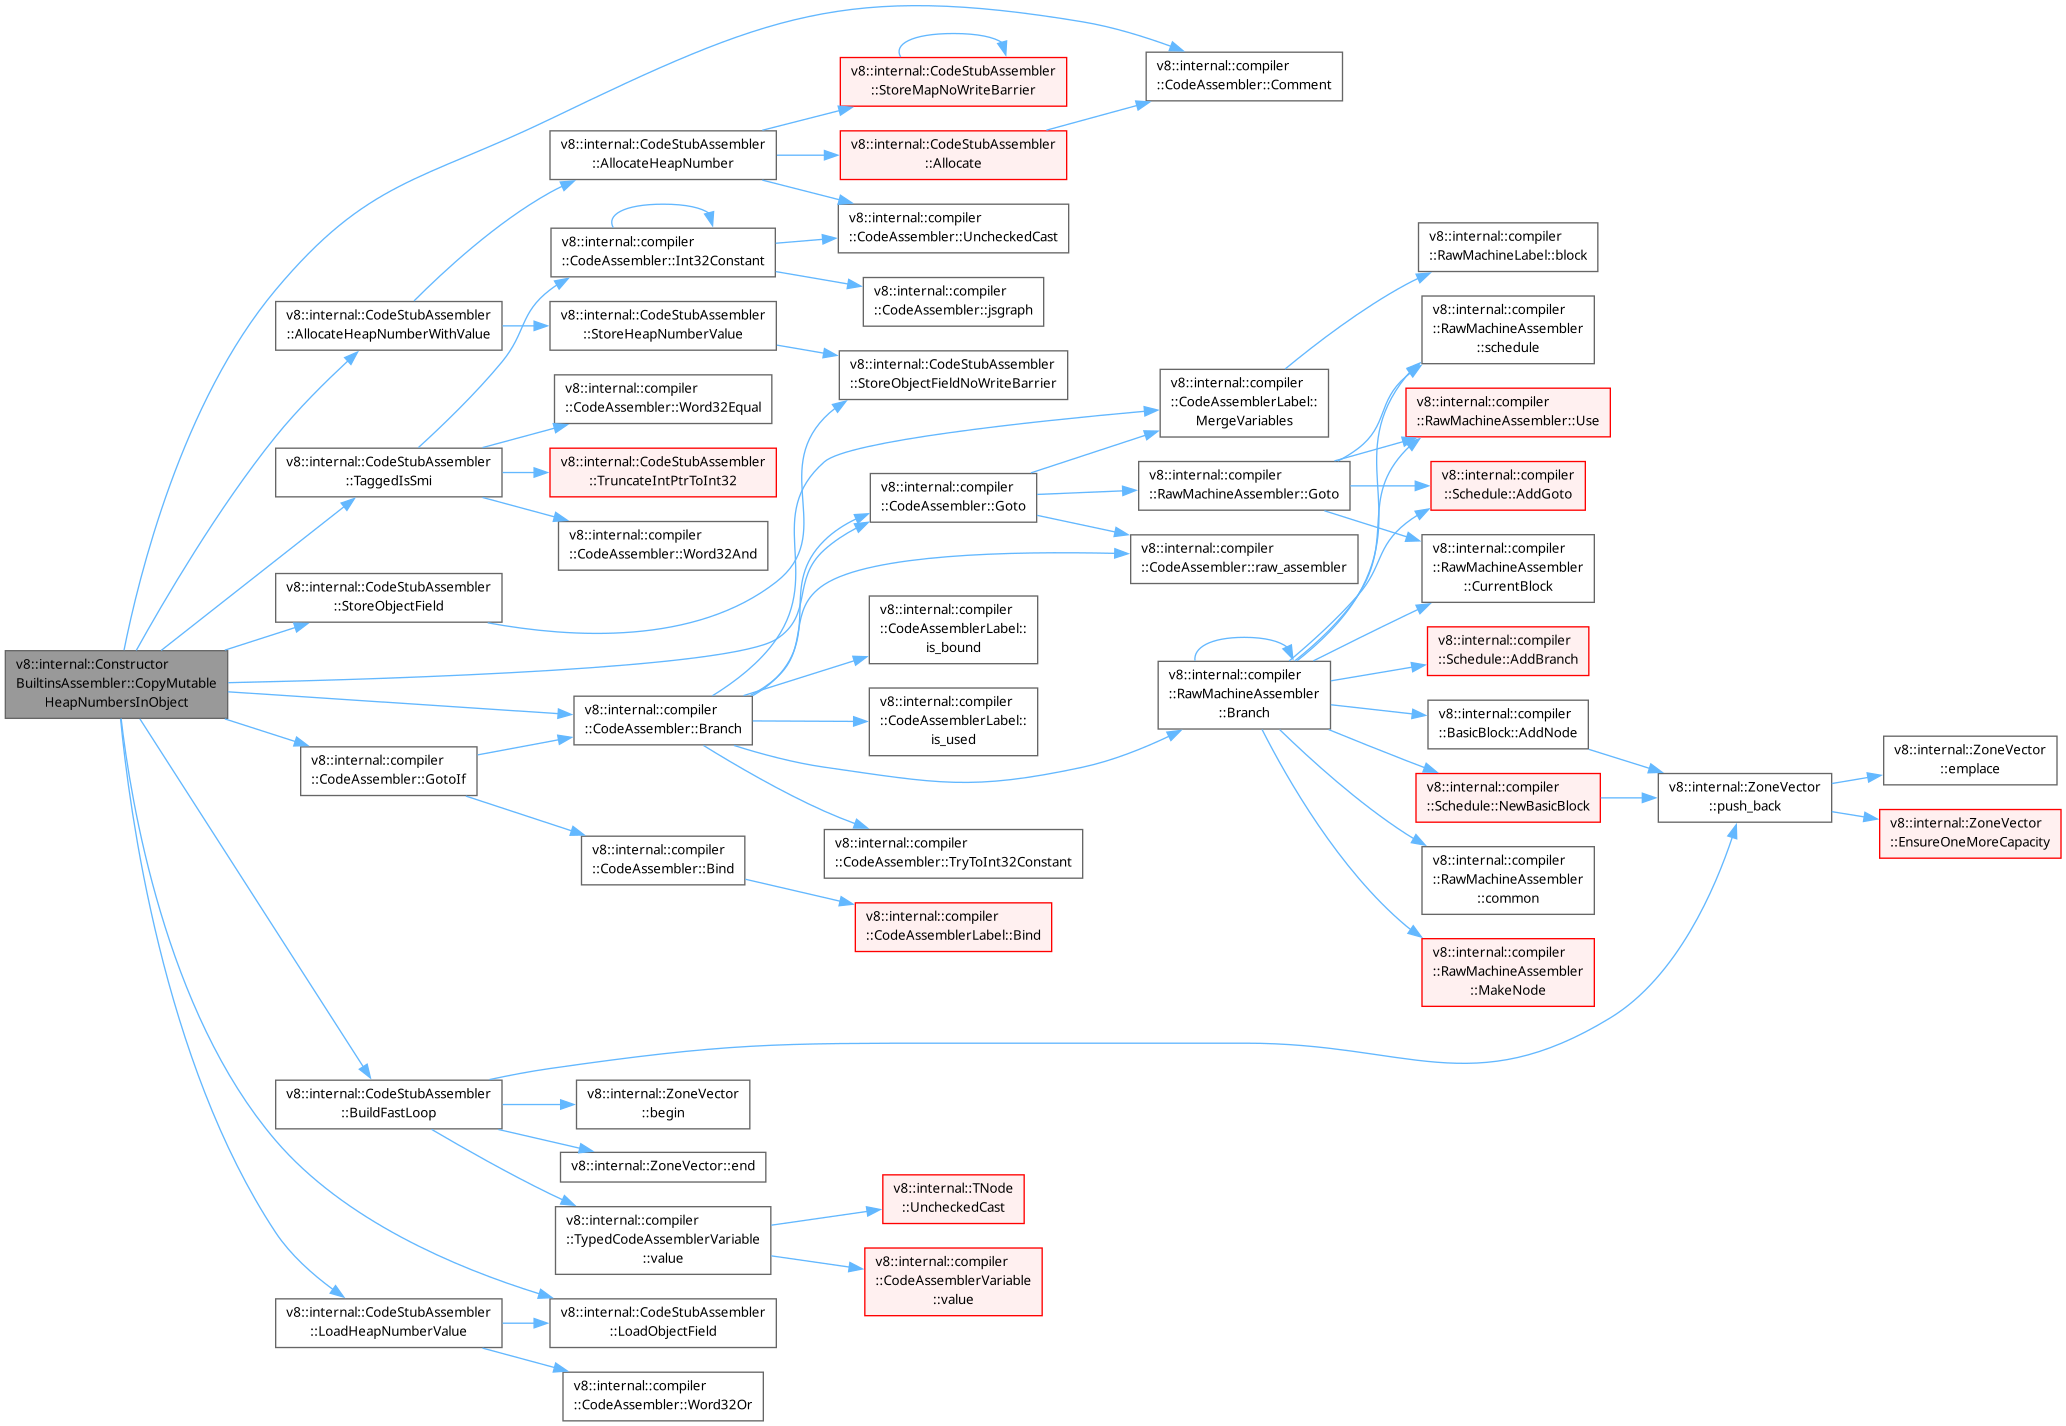 v8::internal::Constructor
BuiltinsAssembler::CopyMutable
HeapNumbersInObject
v8::internal::CodeStubAssembler
::AllocateHeapNumberWithValue
v8::internal::CodeStubAssembler
::TaggedIsSmi
v8::internal::CodeStubAssembler
::StoreObjectField
v8::internal::compiler
::CodeAssembler::GotoIf
v8::internal::CodeStubAssembler
::BuildFastLoop
v8::internal::CodeStubAssembler
::LoadHeapNumberValue
v8::internal::CodeStubAssembler
::AllocateHeapNumber
v8::internal::compiler
::CodeAssembler::Int32Constant
v8::internal::CodeStubAssembler
::StoreHeapNumberValue
v8::internal::compiler
::CodeAssembler::Word32Equal
v8::internal::CodeStubAssembler
::TruncateIntPtrToInt32
v8::internal::compiler
::CodeAssembler::Word32And
v8::internal::compiler
::CodeAssembler::Branch
v8::internal::compiler
::CodeAssembler::Bind
v8::internal::ZoneVector
::begin
v8::internal::ZoneVector::end
v8::internal::compiler
::TypedCodeAssemblerVariable
::value
v8::internal::CodeStubAssembler
::LoadObjectField
v8::internal::compiler
::CodeAssembler::Word32Or
v8::internal::CodeStubAssembler
::StoreMapNoWriteBarrier
v8::internal::CodeStubAssembler
::Allocate
v8::internal::compiler
::CodeAssembler::UncheckedCast
v8::internal::compiler
::CodeAssembler::jsgraph
v8::internal::CodeStubAssembler
::StoreObjectFieldNoWriteBarrier
v8::internal::compiler
::CodeAssembler::Goto
v8::internal::compiler
::CodeAssemblerLabel::
is_bound
v8::internal::compiler
::CodeAssemblerLabel::
is_used
v8::internal::compiler
::CodeAssembler::TryToInt32Constant
v8::internal::compiler
::CodeAssemblerLabel::Bind
v8::internal::TNode
::UncheckedCast
v8::internal::compiler
::CodeAssemblerVariable
::value
v8::internal::compiler
::CodeAssembler::Comment
v8::internal::compiler
::CodeAssemblerLabel::
MergeVariables
v8::internal::compiler
::RawMachineAssembler::Goto
v8::internal::compiler
::CodeAssembler::raw_assembler
v8::internal::compiler
::RawMachineAssembler
::Branch
v8::internal::compiler
::RawMachineLabel::block
v8::internal::compiler
::RawMachineAssembler
::schedule
v8::internal::compiler
::RawMachineAssembler::Use
v8::internal::compiler
::Schedule::AddGoto
v8::internal::compiler
::RawMachineAssembler
::CurrentBlock
v8::internal::compiler
::Schedule::AddBranch
v8::internal::compiler
::BasicBlock::AddNode
v8::internal::compiler
::Schedule::NewBasicBlock
v8::internal::compiler
::RawMachineAssembler
::common
v8::internal::compiler
::RawMachineAssembler
::MakeNode
v8::internal::ZoneVector
::push_back
v8::internal::ZoneVector
::emplace
v8::internal::ZoneVector
::EnsureOneMoreCapacity